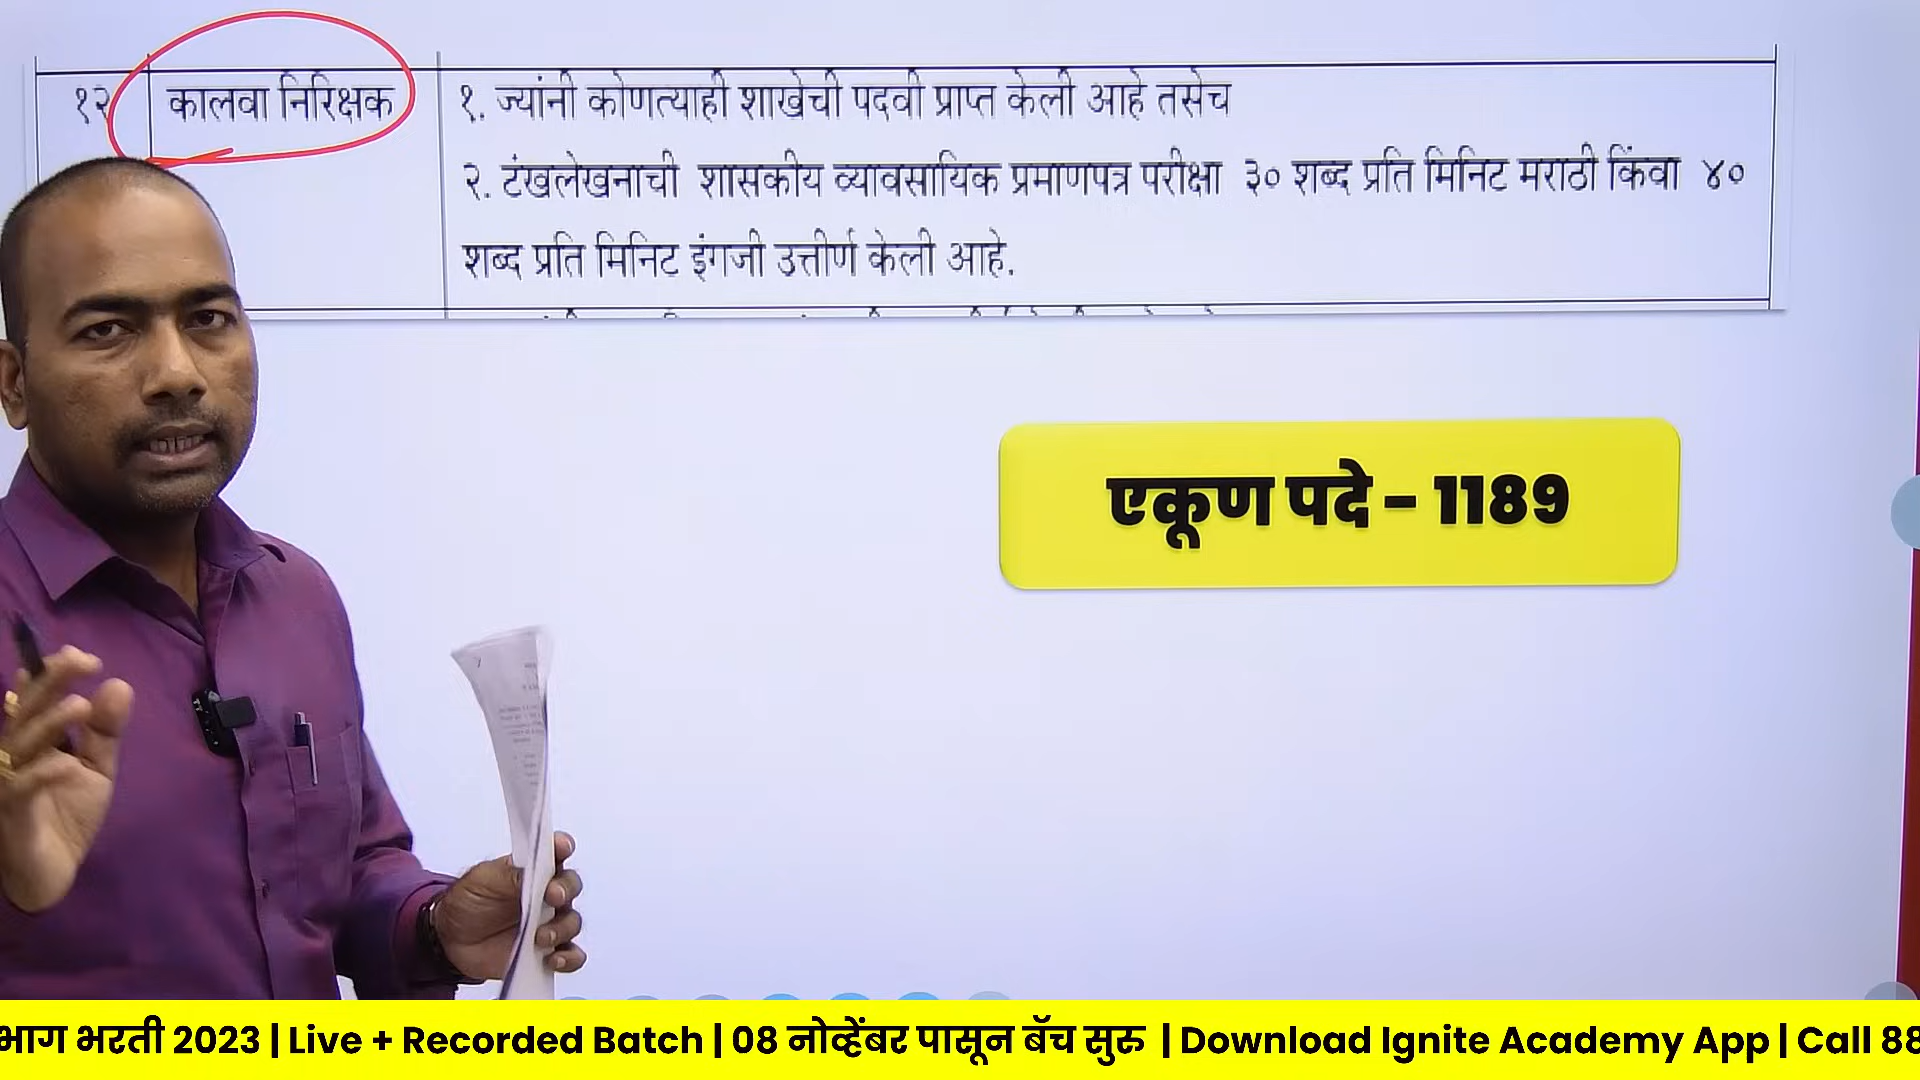 १२ कालवा निरिक्षक १. ज्यांनी कोणत्याही शाखेची पदवी प्राप्त केली आहे तसेच
२. टंखलेखनाची शासकीय व्यावसायिक प्रमाणपत्र परीक्षा ३० शब्द प्रति मिनिट मराठी किंवा ४०
शब्द प्रति मिनिट इंगजी उत्तीर्ण केली आहे.
एकूण पदे - 1189
भाग भरती 2023 | Live + Recorded Batch | 08 नोव्हेंबर पासून बॅच सुरु | Download Ignite Academy App | Call 88